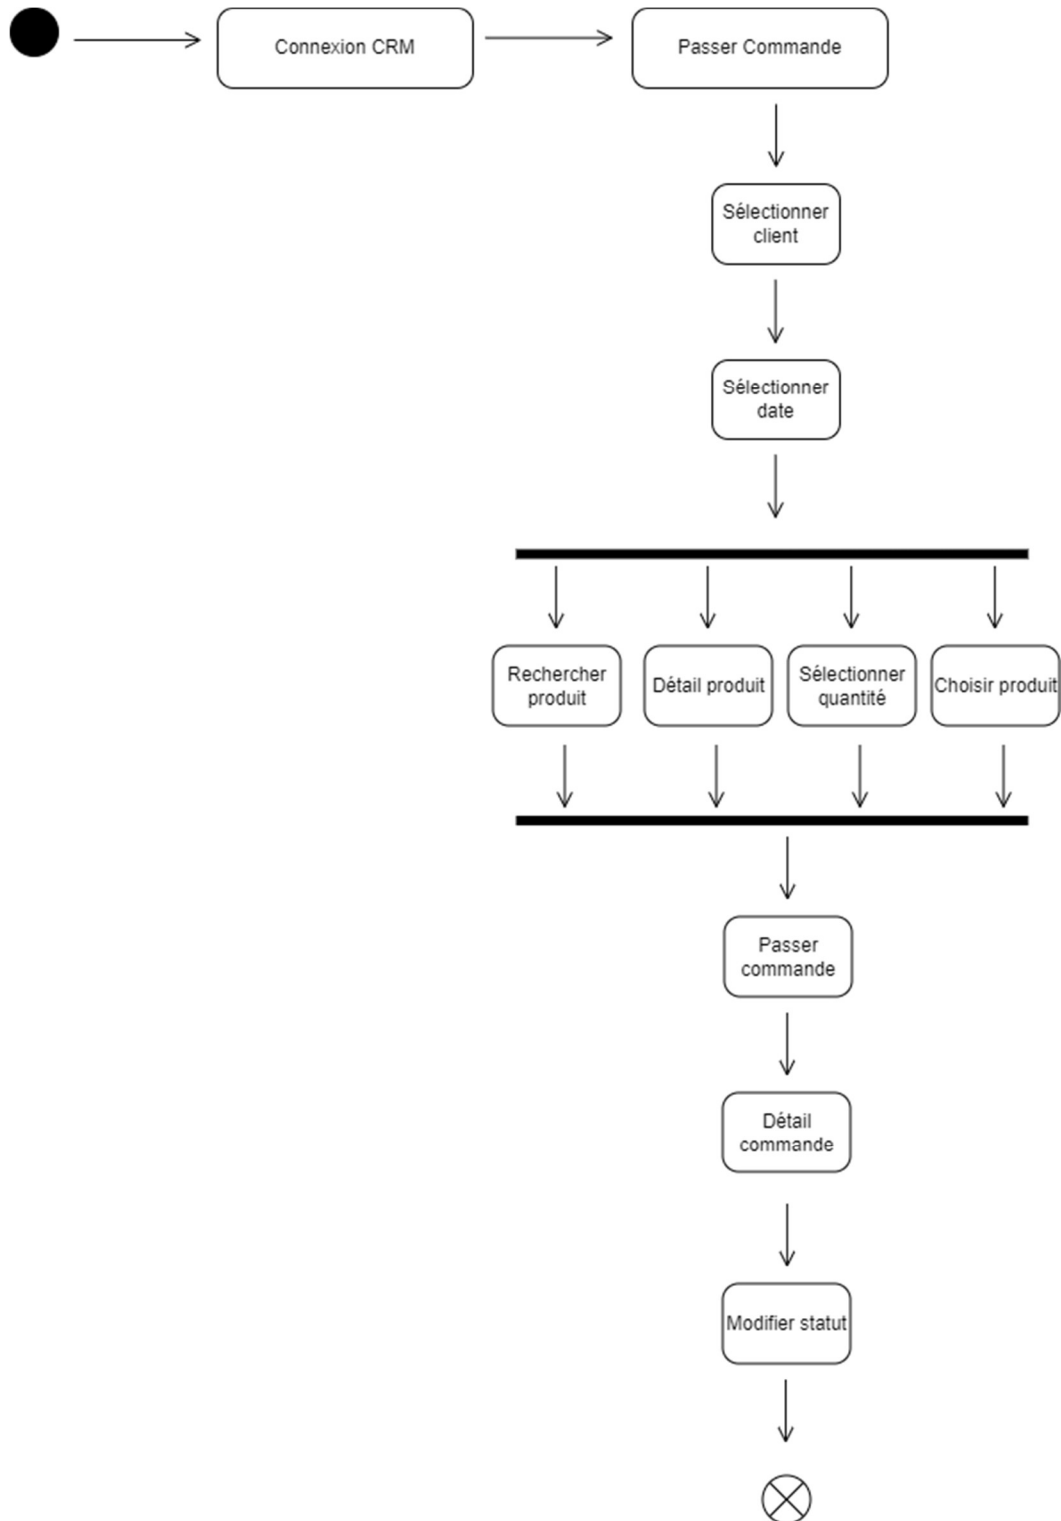 Connexion CRM
Passer Commande
Sélectionner
client
Sélectionner
date
Rechercher
produit
Détail produit
Sélectionner
quantité
Choisir produit
Passer
commande
Détail
commande
Modifier statut